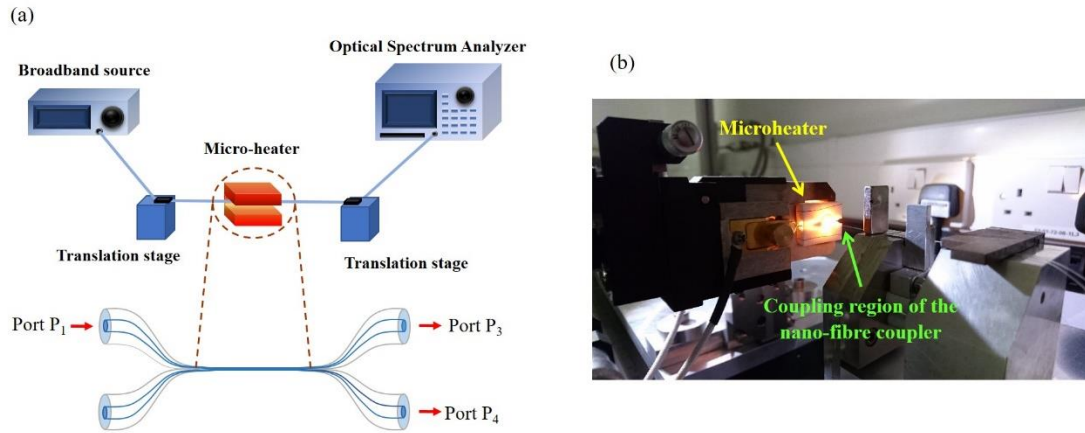 (a)
Optical Spectrum Analyzer
Broadband source
Micro-heater
Translation stage
Translation stage
Port P1
Port P3
Port P4
(b)
Microheater
Coupling region of the
nano-fibre coupler